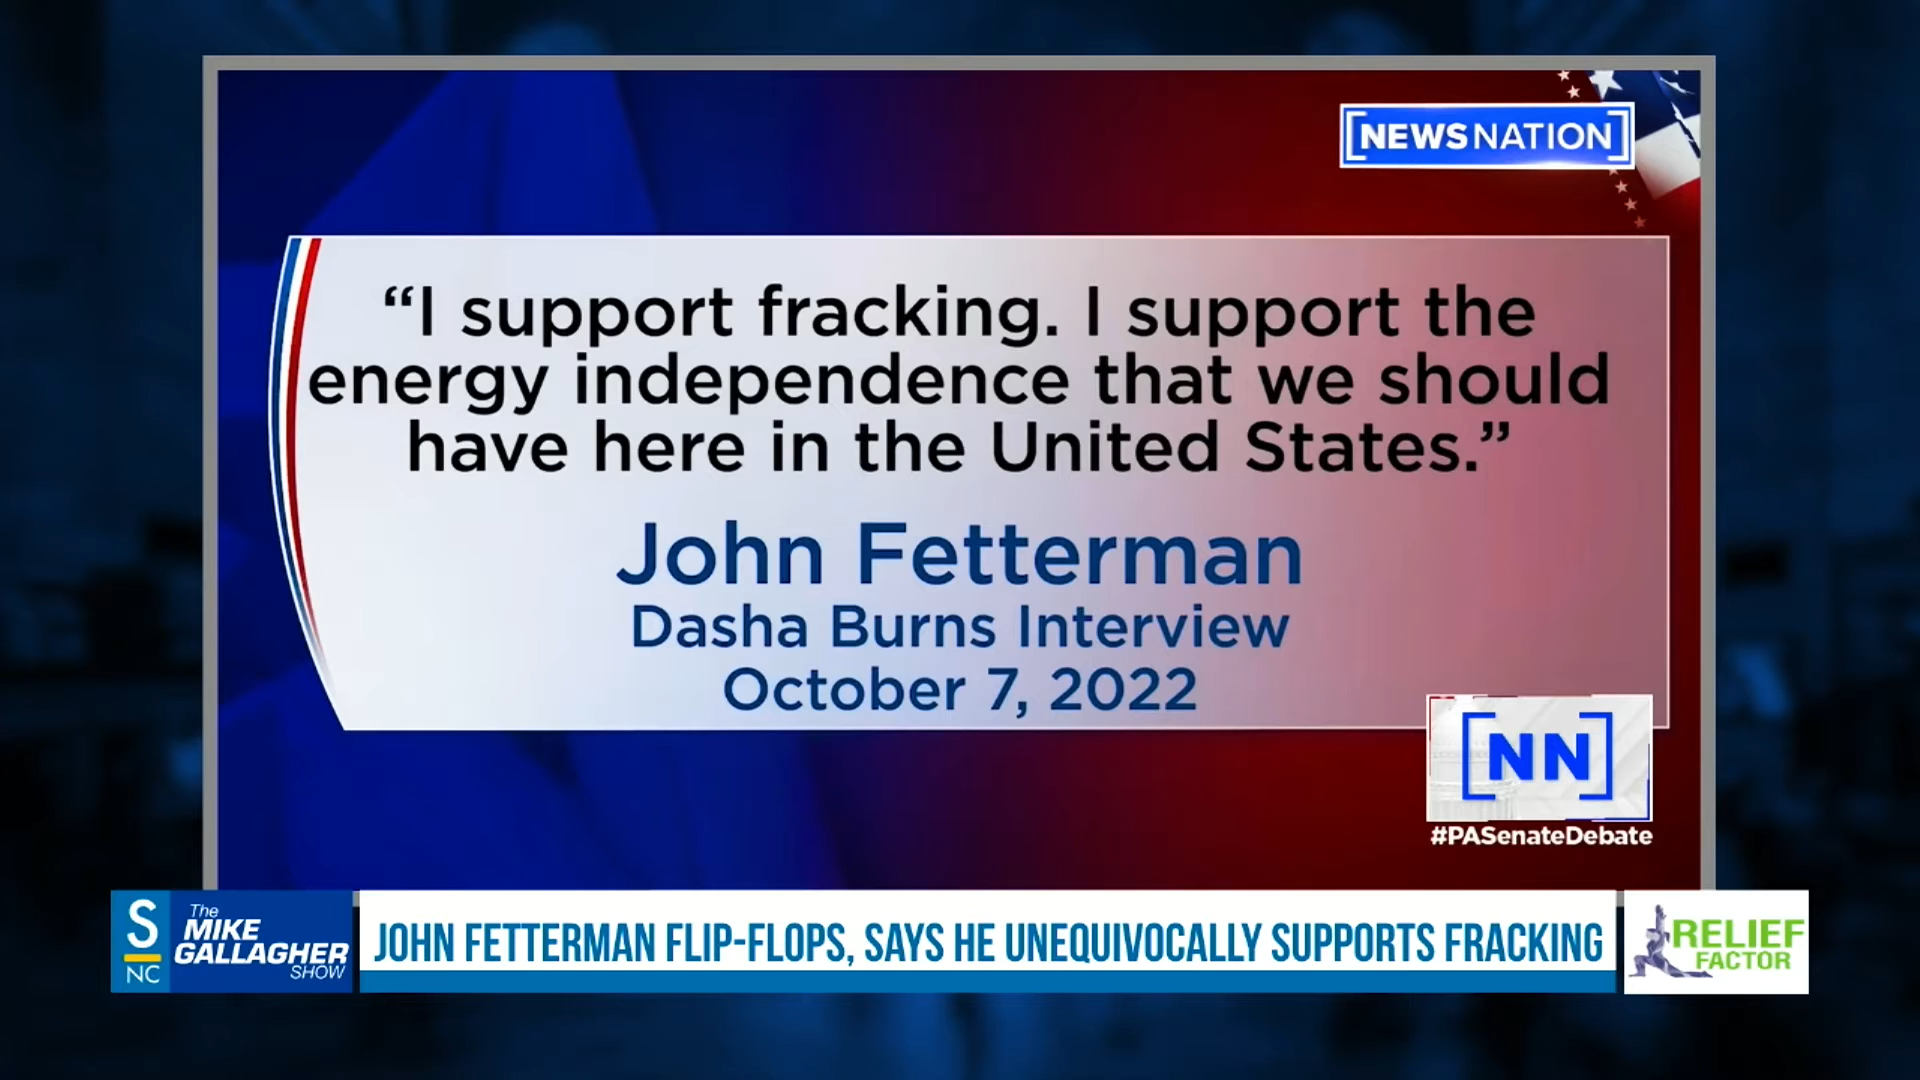 [NEWSNATION]
“I support fracking. I support the
energy independence that we should
have here in the United States.”
John Fetterman
Dasha Burns Interview
October 7, 2022
[NN]
#PASenateDebate
S
NC
The
MIKE
GALLAGHER
SHOW
JOHN FETTERMAN FLIP-FLOPS, SAYS HE UNEQUIVOCALLY SUPPORTS FRACKING
RELIEF
FACTOR